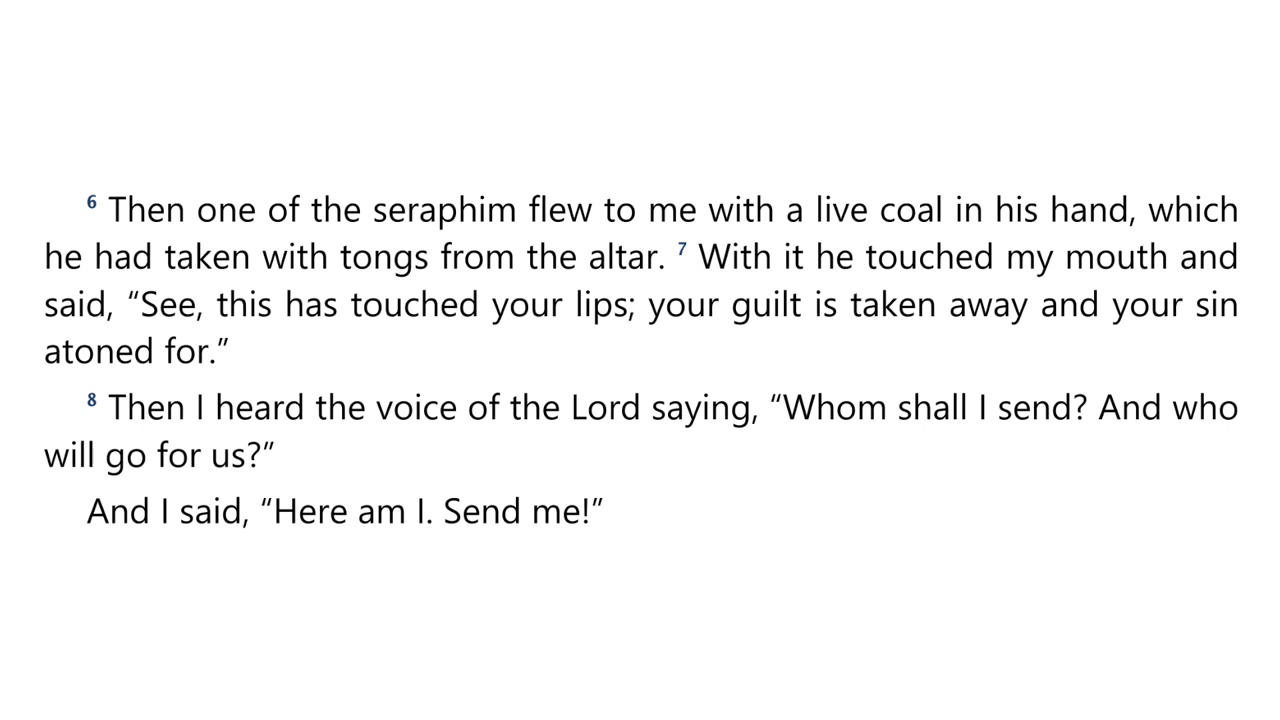 6 Then one of the seraphim flew to me with a live coal in his hand, which
he had taken with tongs from the altar. 7 With it he touched my mouth and
said, “See, this has touched your lips; your guilt is taken away and your sin
atoned for.”
8 Then I heard the voice of the Lord saying, “Whom shall I send? And who
will go for us?”
And I said, “Here am I. Send me!”